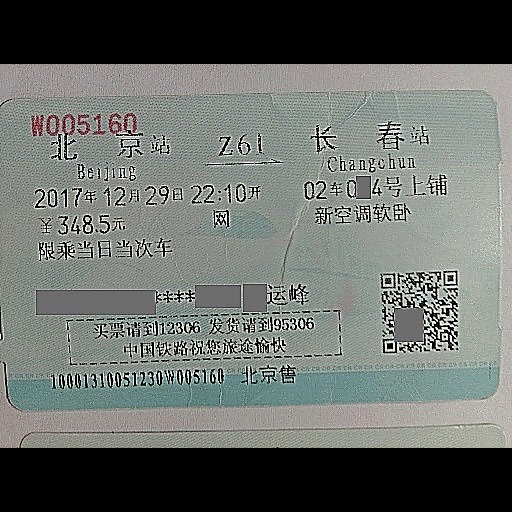 W005160
北京站 Z61 长春站
Beijing Changchun
2017年12月29日22:10开 02车0 4号上铺
¥348.5元 网 新空调软卧
限乘当日当次车
****运峰
买票请到12306 发货请到95306
中国铁路祝您旅途愉快
10001310051230W005160 北京售